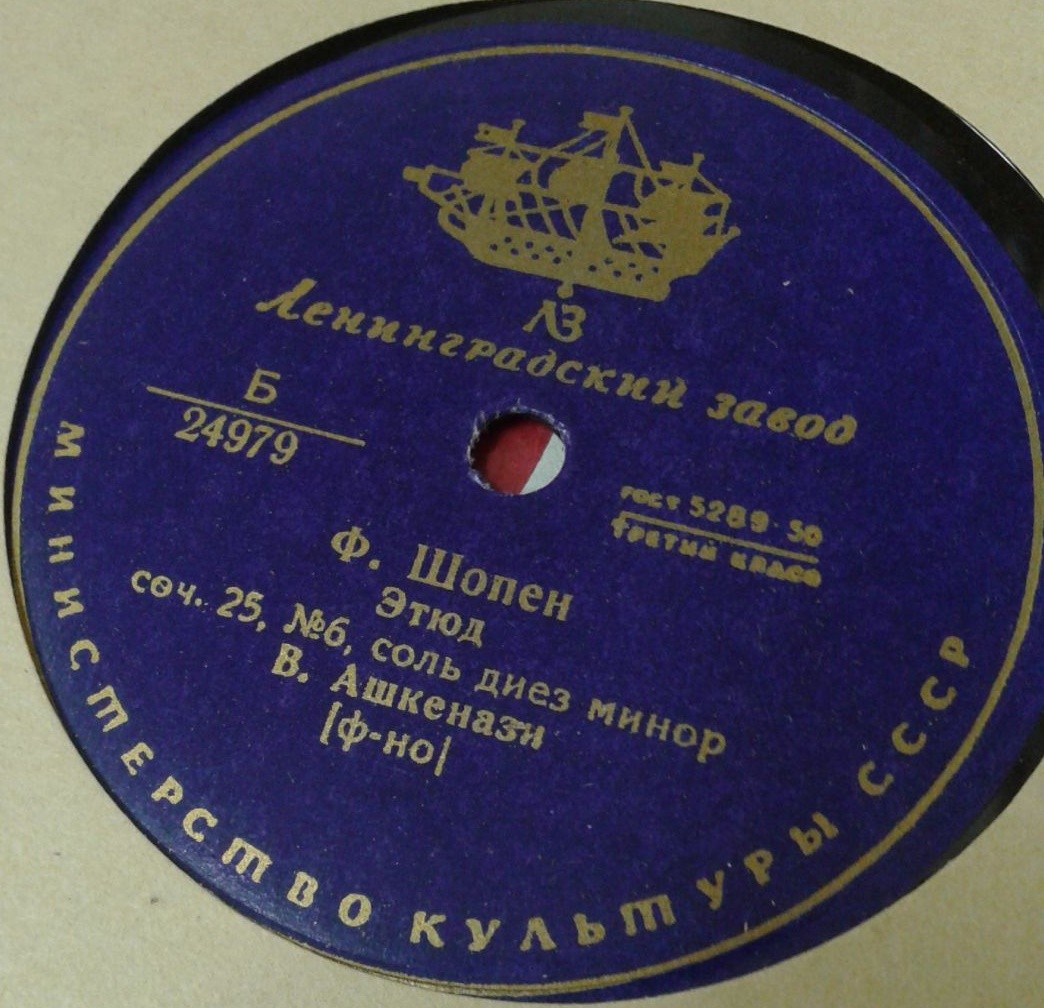 ЛЗ
Ленинградский завод
Б
24979
ГОСТ 5289-50
Третий класс
Ф. Шопен
Этюд
соч. 25, №6, соль диез минор
В. Ашкенази
[ф-но]
МИНИСТЕРСТВО КУЛЬТУРЫ СССР